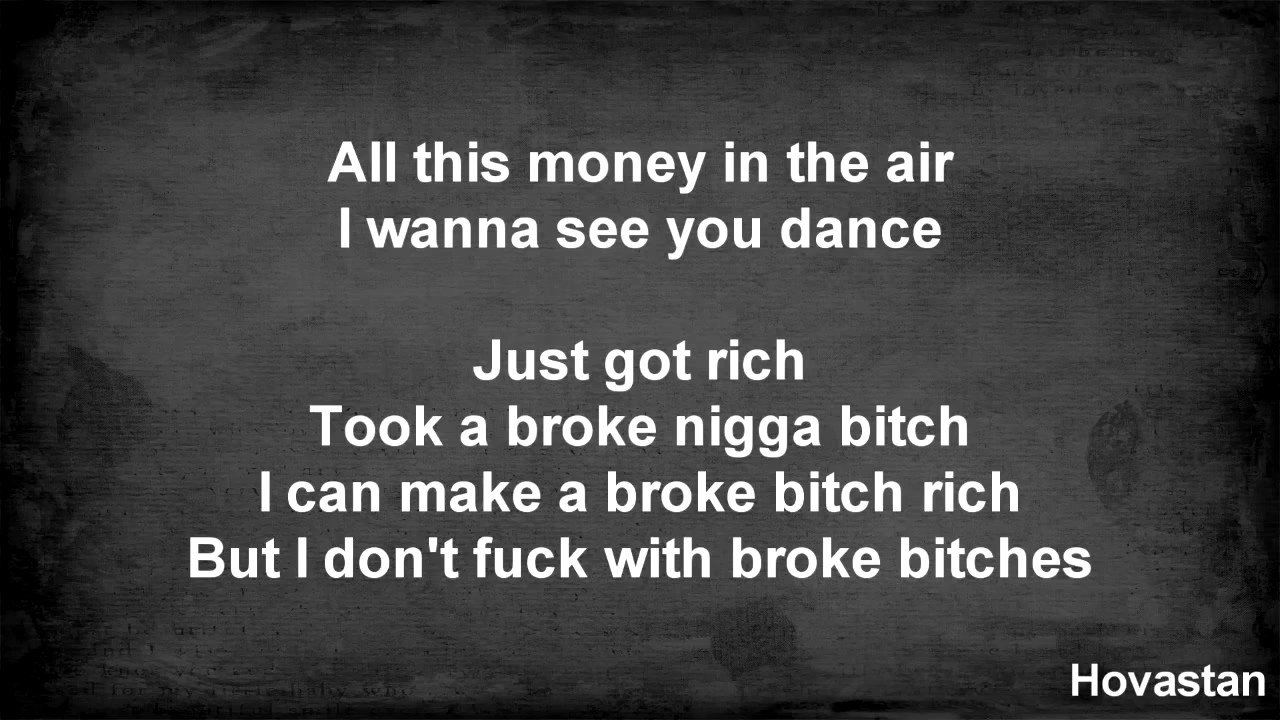 All this money in the air
I wanna see you dance
Just got rich
Took a broke nigga bitch
I can make a broke bitch rich
But I don't fuck with broke bitches
Hovastan